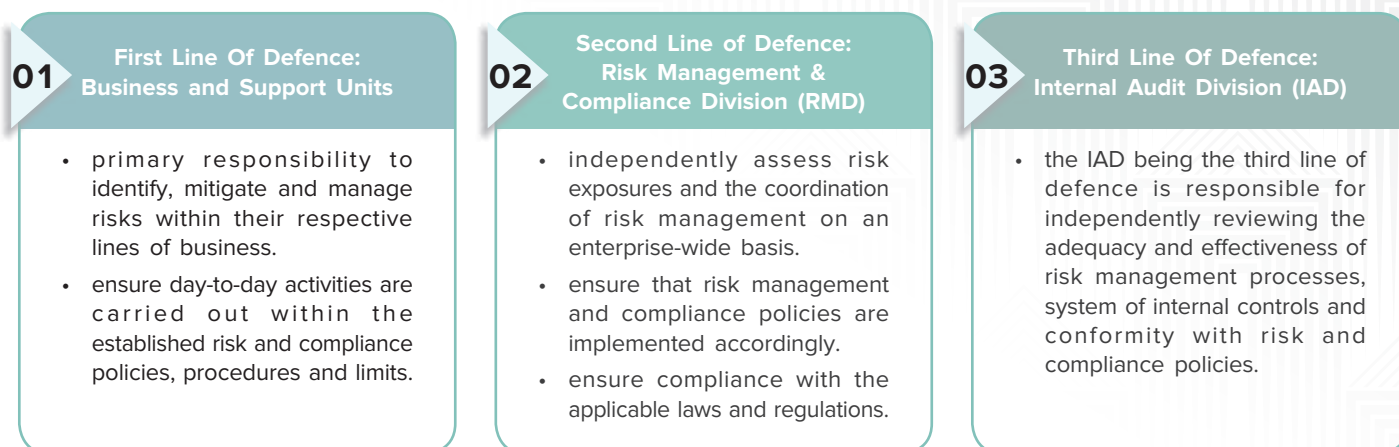 01
First Line Of Defence:
Business and Support Units
• primary responsibility to
identify, mitigate and manage
risks within their respective
lines of business.
• ensure day-to-day activities are
carried out within the
established risk and compliance
policies, procedures and limits.
02
Second Line of Defence:
Risk Management &
Compliance Division (RMD)
• independently assess risk
exposures and the coordination
of risk management on an
enterprise-wide basis.
• ensure that risk management
and compliance policies are
implemented accordingly.
• ensure compliance with the
applicable laws and regulations.
03
Third Line Of Defence:
Internal Audit Division (IAD)
• the IAD being the third line of
defence is responsible for
independently reviewing the
adequacy and effectiveness of
risk management processes,
system of internal controls and
conformity with risk and
compliance policies.